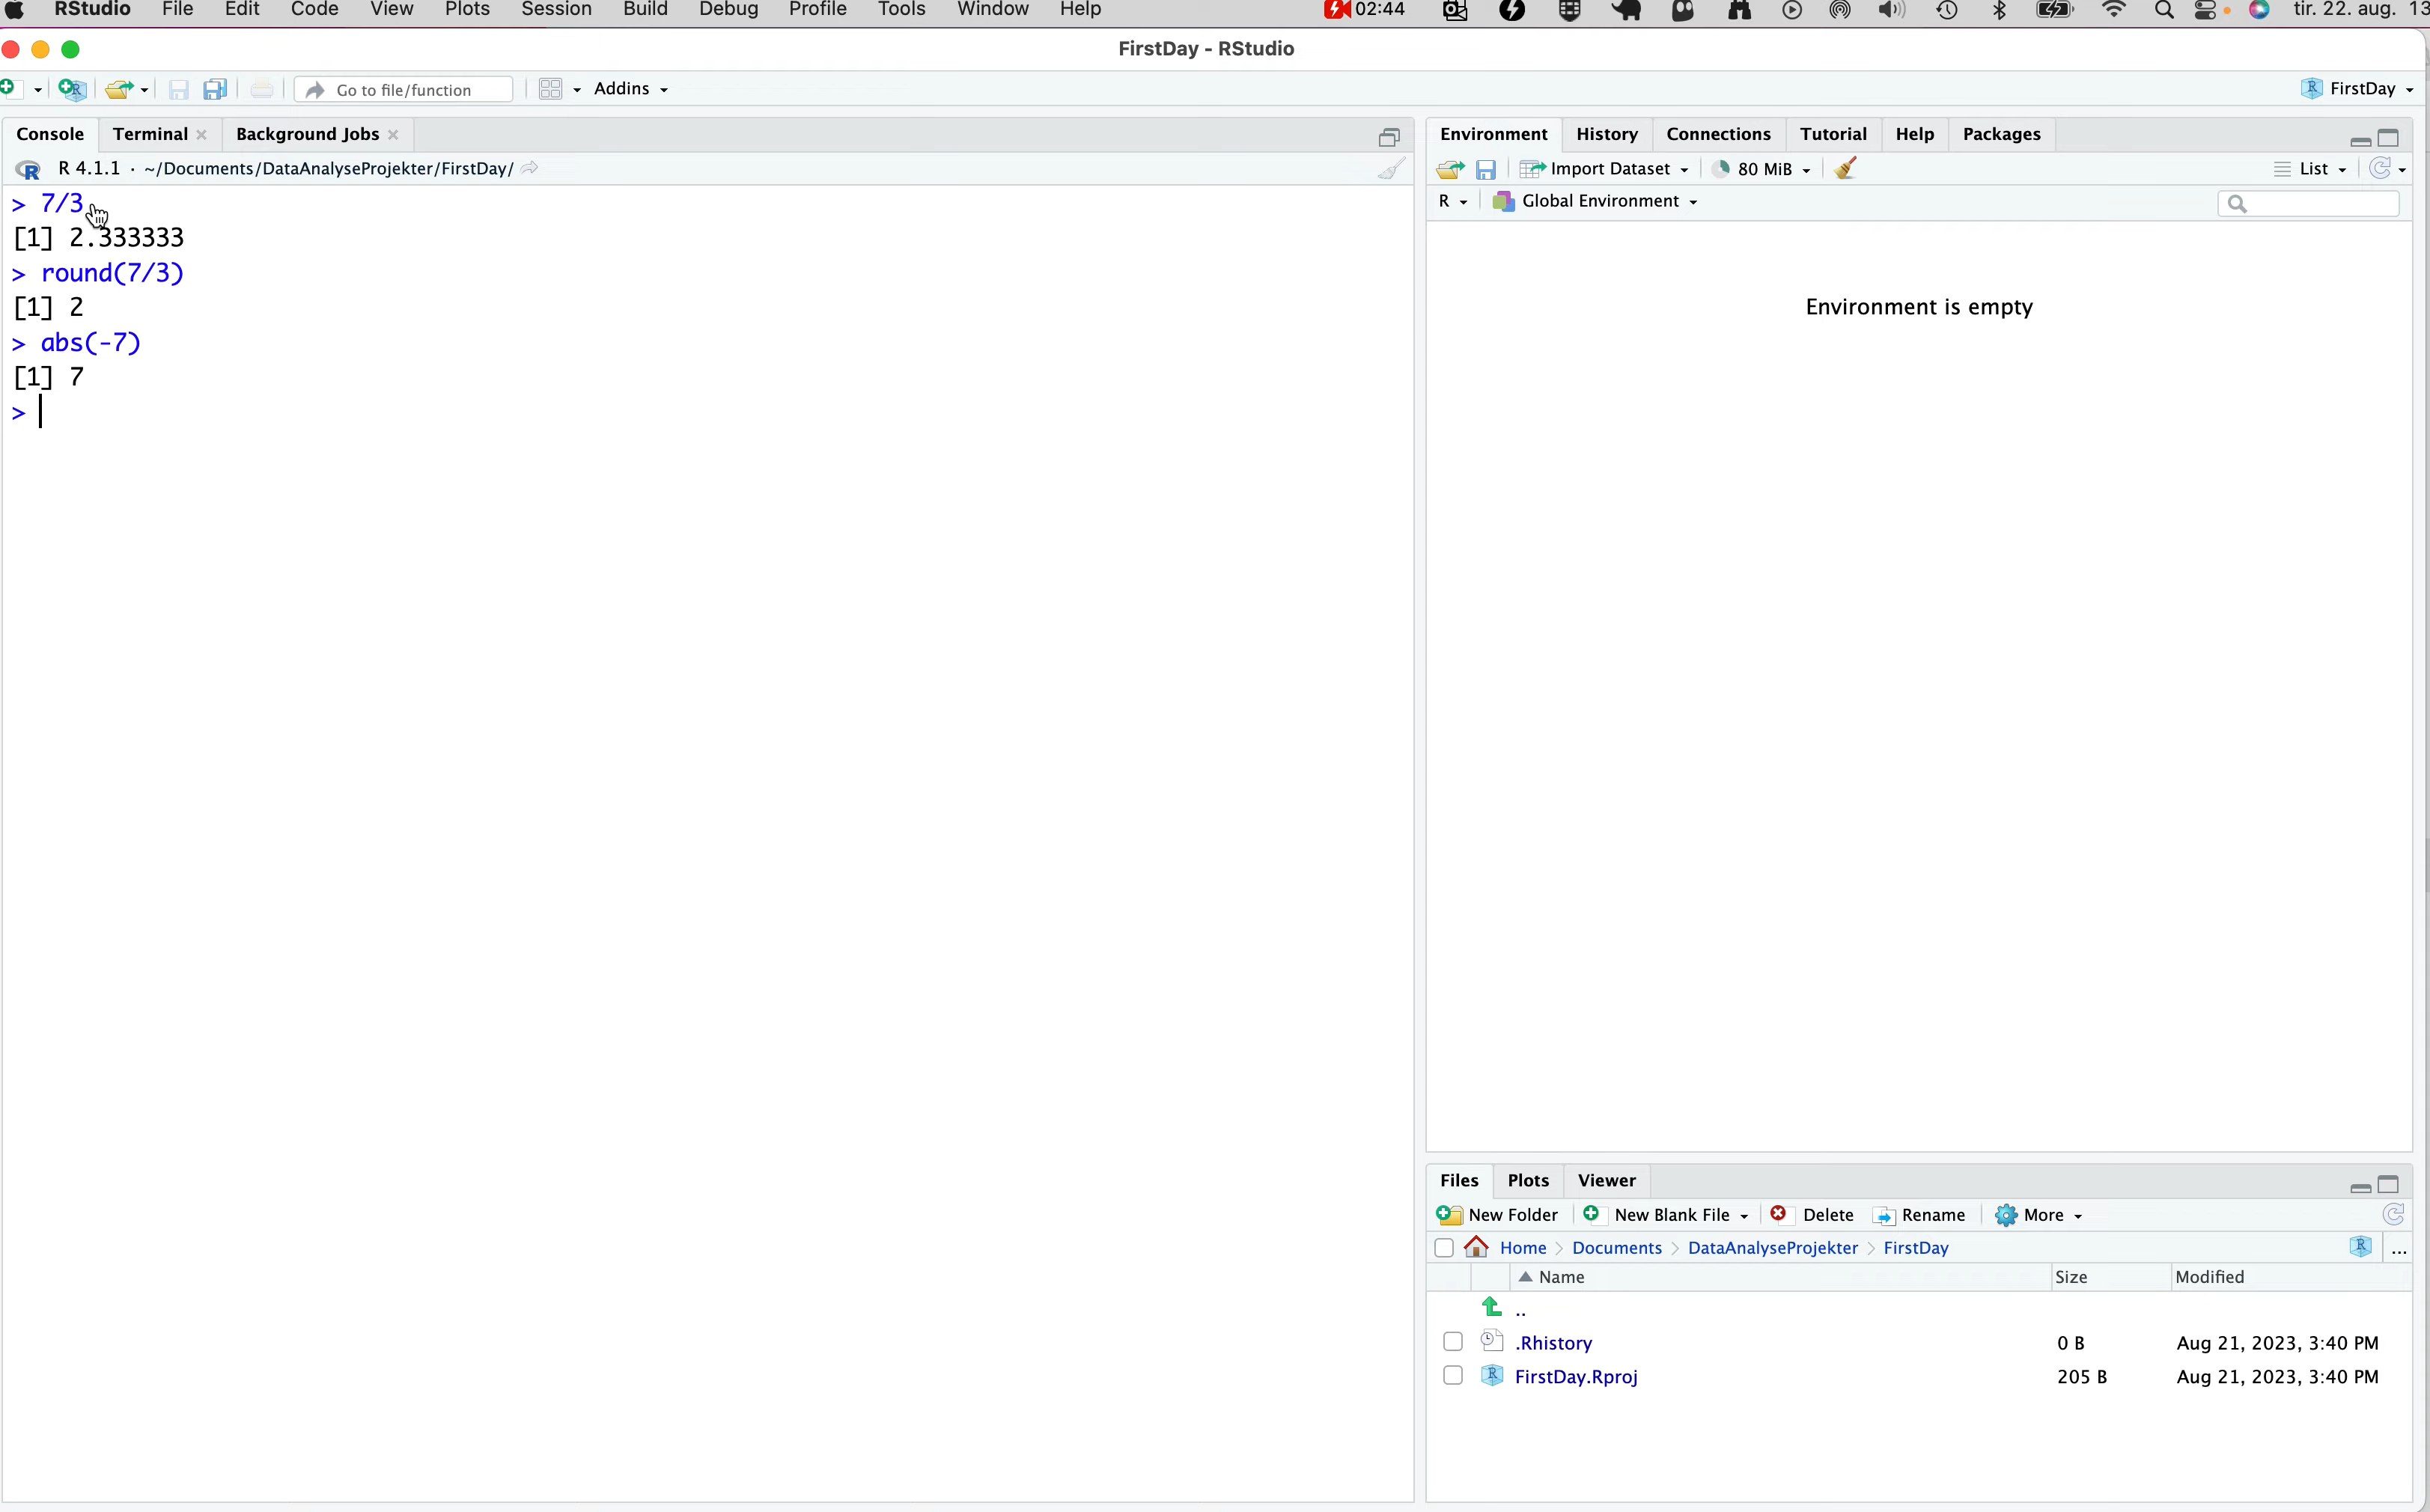 RStudio File Edit Code View Plots Session Build Debug Profile Tools Window Help 02:44 tir. 22. aug. 13
FirstDay - RStudio
Go to file/function Addins FirstDay
Console Terminal Background Jobs
R 4.1.1 · ~/Documents/DataAnalyseProjekter/FirstDay/
> 7/3
[1] 2.333333
> round(7/3)
[1] 2
> abs(-7)
[1] 7
>
Environment History Connections Tutorial Help Packages
Import Dataset 80 MiB List
R Global Environment
Environment is empty
Files Plots Viewer
New Folder New Blank File Delete Rename More
Home > Documents > DataAnalyseProjekter > FirstDay ...
Name Size Modified
..
.Rhistory 0 B Aug 21, 2023, 3:40 PM
FirstDay.Rproj 205 B Aug 21, 2023, 3:40 PM